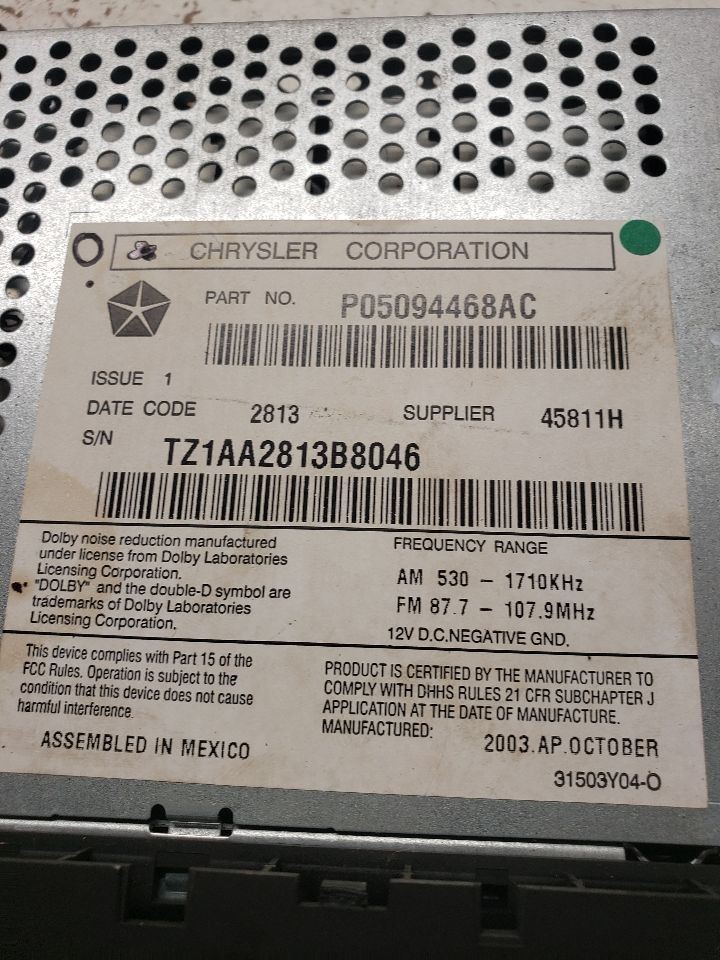 CHRYSLER CORPORATION
PART NO. P05094468AC
ISSUE 1
DATE CODE 2813 SUPPLIER 45811H
S/N TZ1AA2813B8046
Dolby noise reduction manufactured
under license from Dolby Laboratories
Licensing Corporation.
"DOLBY" and the double-D symbol are
trademarks of Dolby Laboratories
Licensing Corporation.
FREQUENCY RANGE
AM 530 - 1710KHz
FM 87.7 - 107.9MHz
12V D.C.NEGATIVE GND.
This device complies with Part 15 of the
FCC Rules. Operation is subject to the
condition that this device does not cause
harmful interference.
ASSEMBLED IN MEXICO
PRODUCT IS CERTIFIED BY THE MANUFACTURER TO
COMPLY WITH DHHS RULES 21 CFR SUBCHAPTER J
APPLICATION AT THE DATE OF MANUFACTURE.
MANUFACTURED: 2003.AP.OCTOBER
31503Y04-O